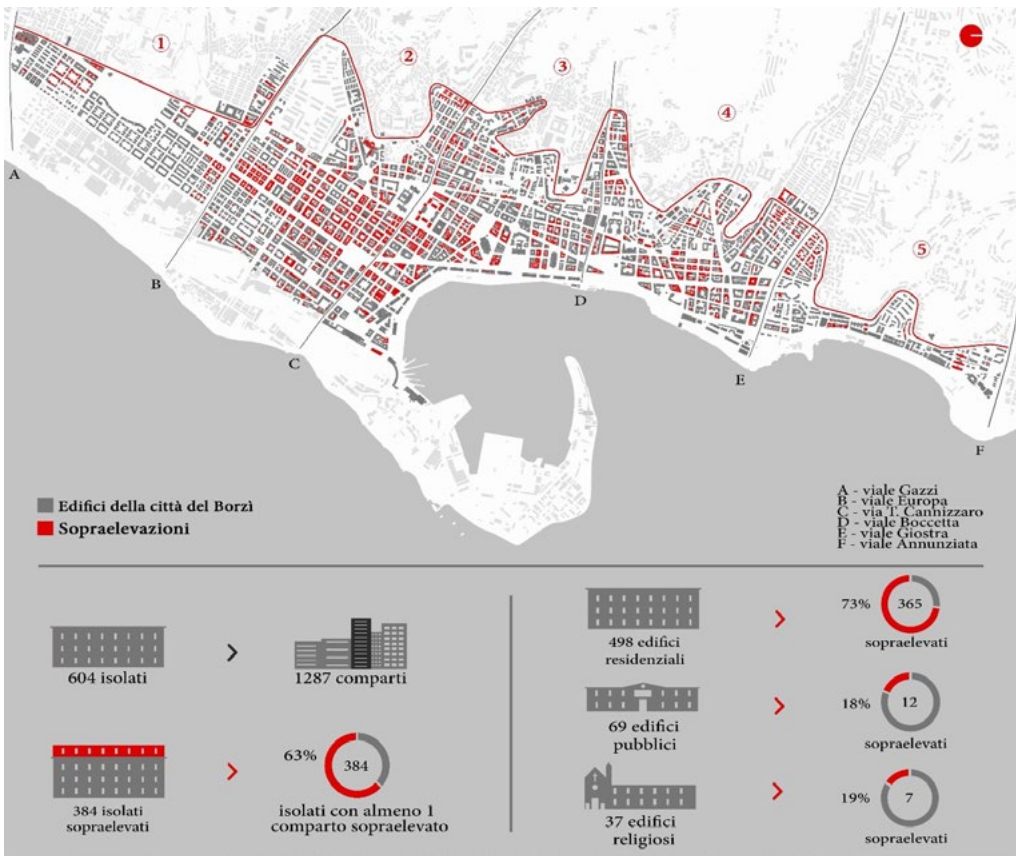 1
2
3
4
5
A
B
C
D
E
F
Edifici della città del Borzì
Sopraelevazioni
A - viale Gazzi
B - viale Europa
C - via T. Cannizzaro
D - viale Boccetta
E - viale Giostra
F - viale Annunziata
604 isolati
1287 comparti
384 isolati
sopraelevati
63%
384
isolati con almeno 1
comparto sopraelevato
498 edifici
residenziali
73%
365
sopraelevati
69 edifici
pubblici
18%
12
sopraelevati
37 edifici
religiosi
19%
7
sopraelevati